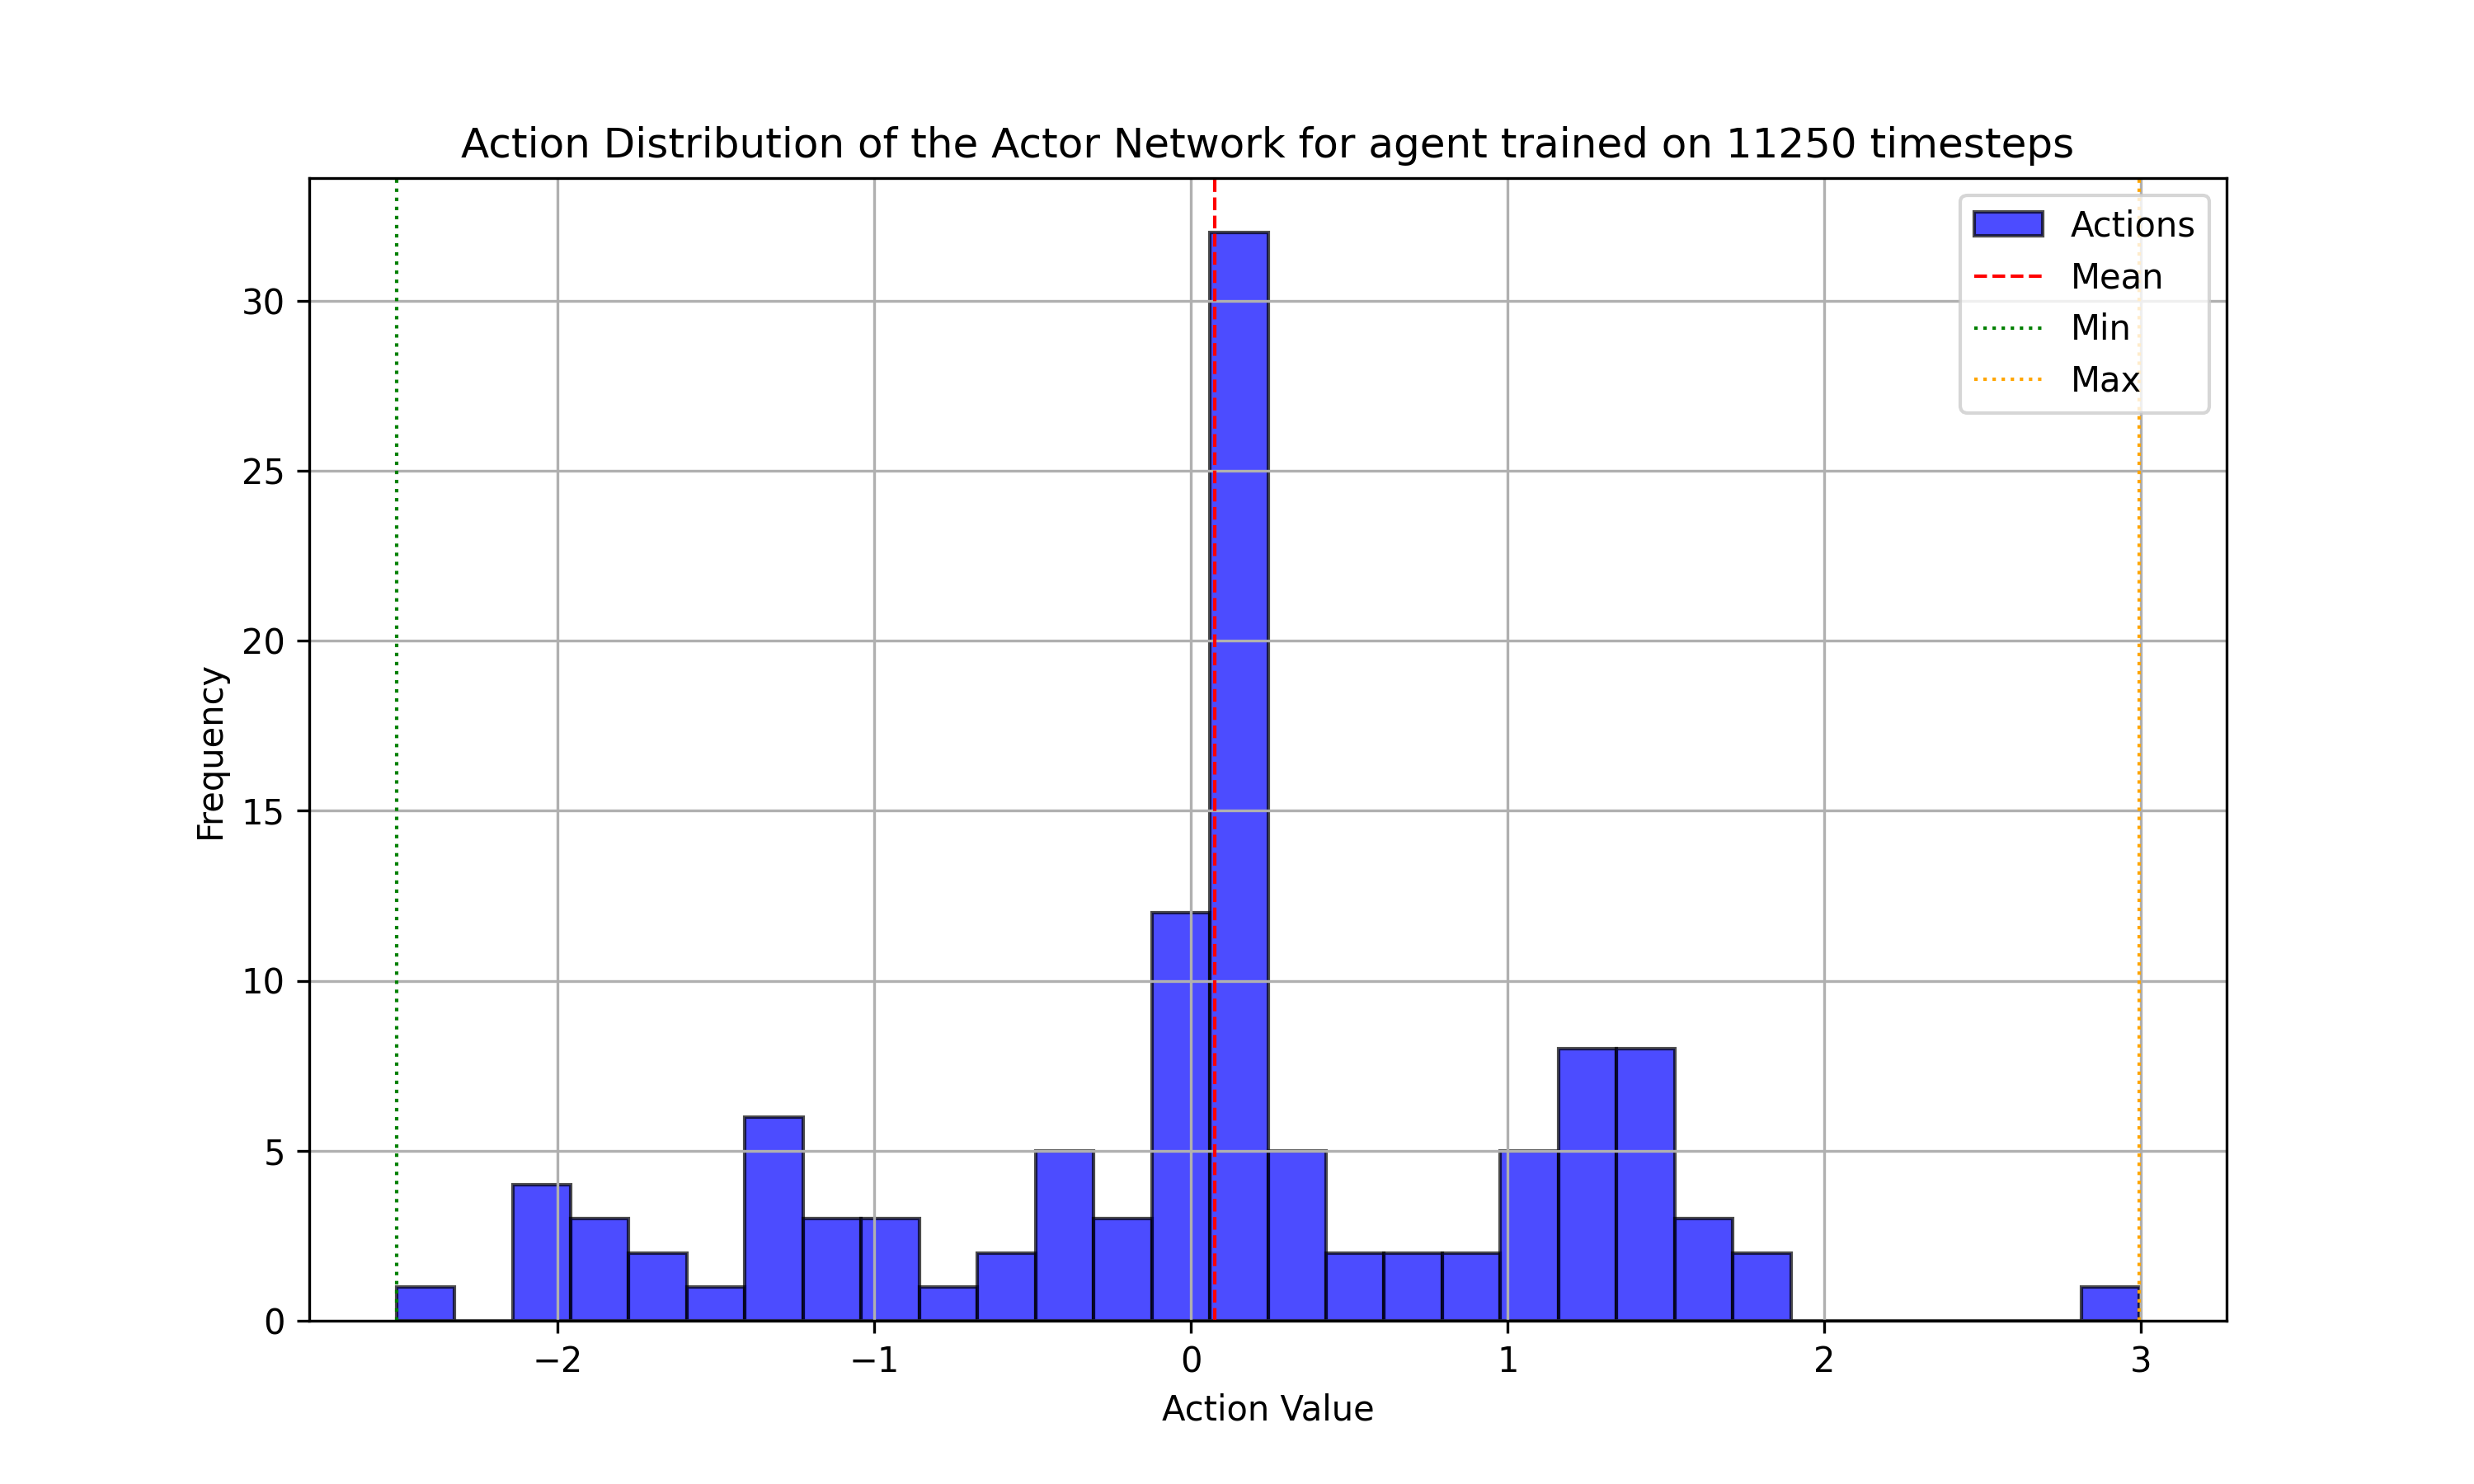 Action Distribution of the Actor Network for agent trained on 11250 timesteps
Actions
Mean
Min
Max
30
25
20
15
10
5
0
Frequency
−2
−1
0
1
2
3
Action Value